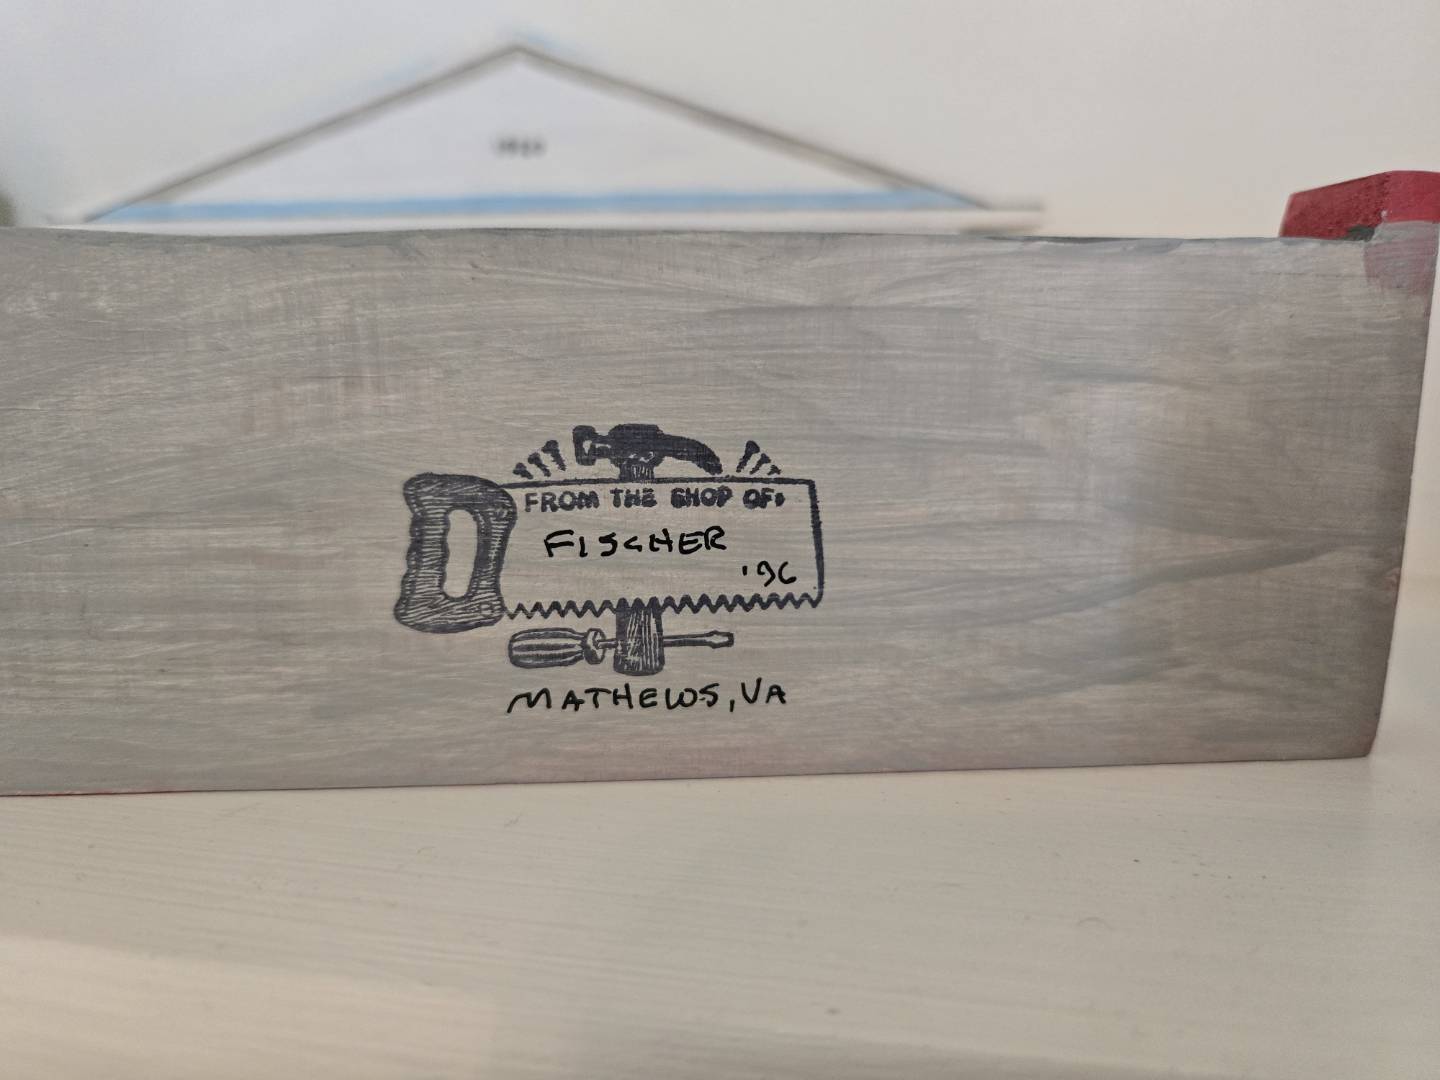 FROM THE SHOP OF:
FISCHER
'96
MATHEWS, VA